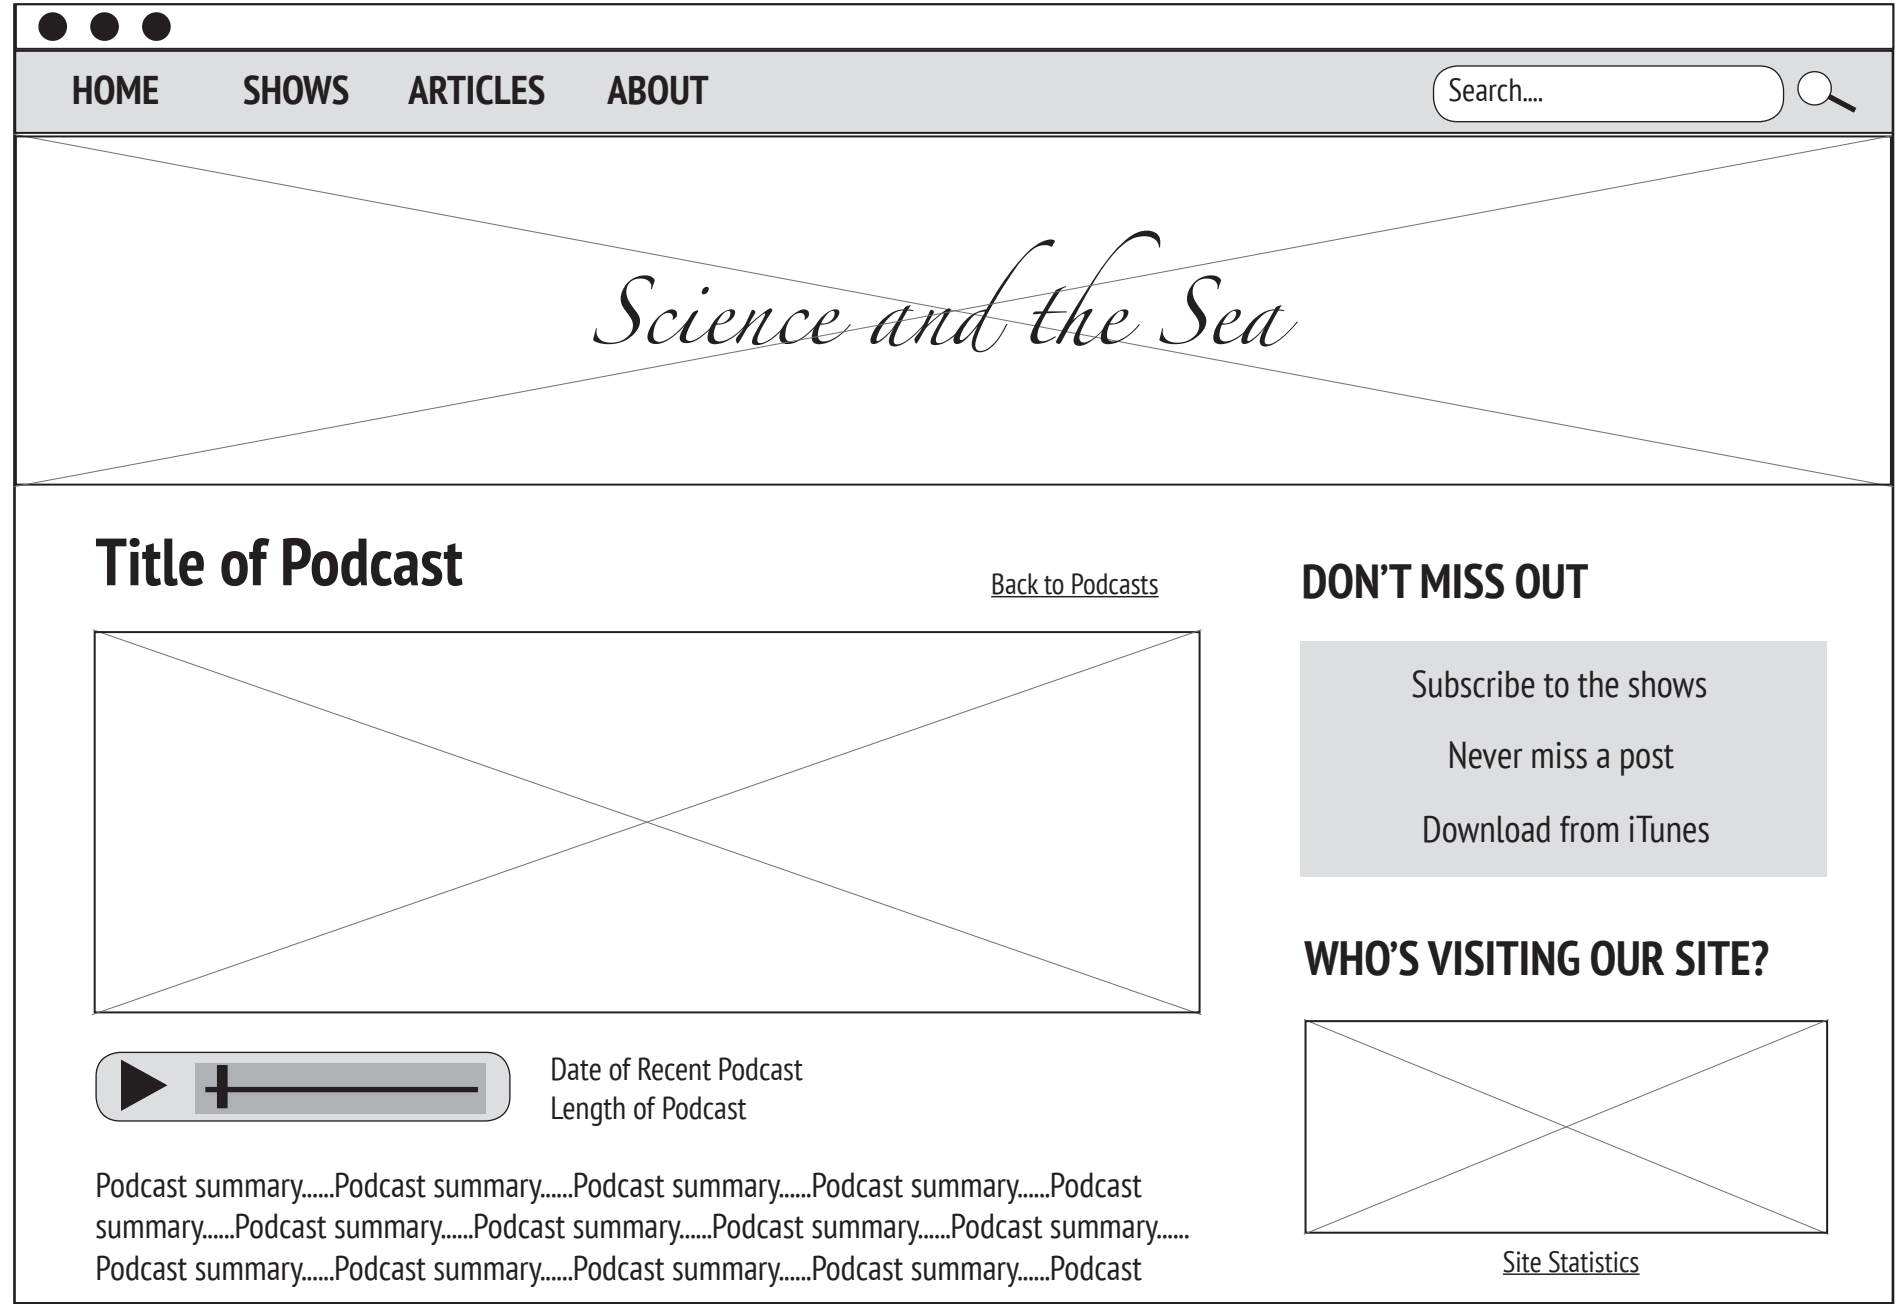 HOME SHOWS ARTICLES ABOUT Search....
Science and the Sea
Title of Podcast
Back to Podcasts
Date of Recent Podcast
Length of Podcast
Podcast summary......Podcast summary......Podcast summary......Podcast summary......Podcast
summary......Podcast summary......Podcast summary......Podcast summary......Podcast summary......
Podcast summary......Podcast summary......Podcast summary......Podcast summary......Podcast
DON’T MISS OUT
Subscribe to the shows
Never miss a post
Download from iTunes
WHO’S VISITING OUR SITE?
Site Statistics